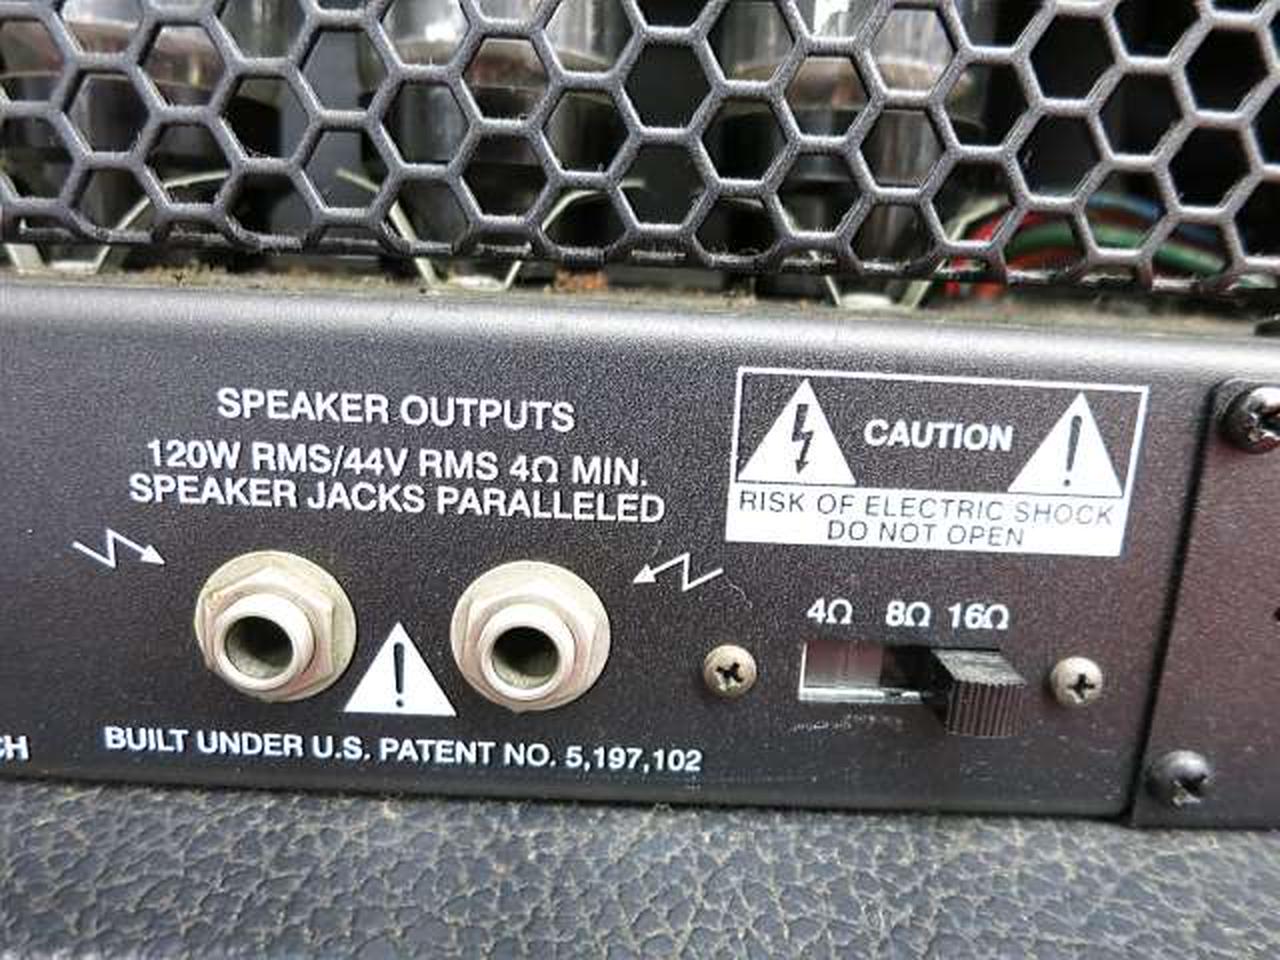 SPEAKER OUTPUTS
120W RMS/44V RMS 4Ω MIN.
SPEAKER JACKS PARALLELED
CAUTION
RISK OF ELECTRIC SHOCK
DO NOT OPEN
4Ω 8Ω 16Ω
CH
BUILT UNDER U.S. PATENT NO. 5,197,102